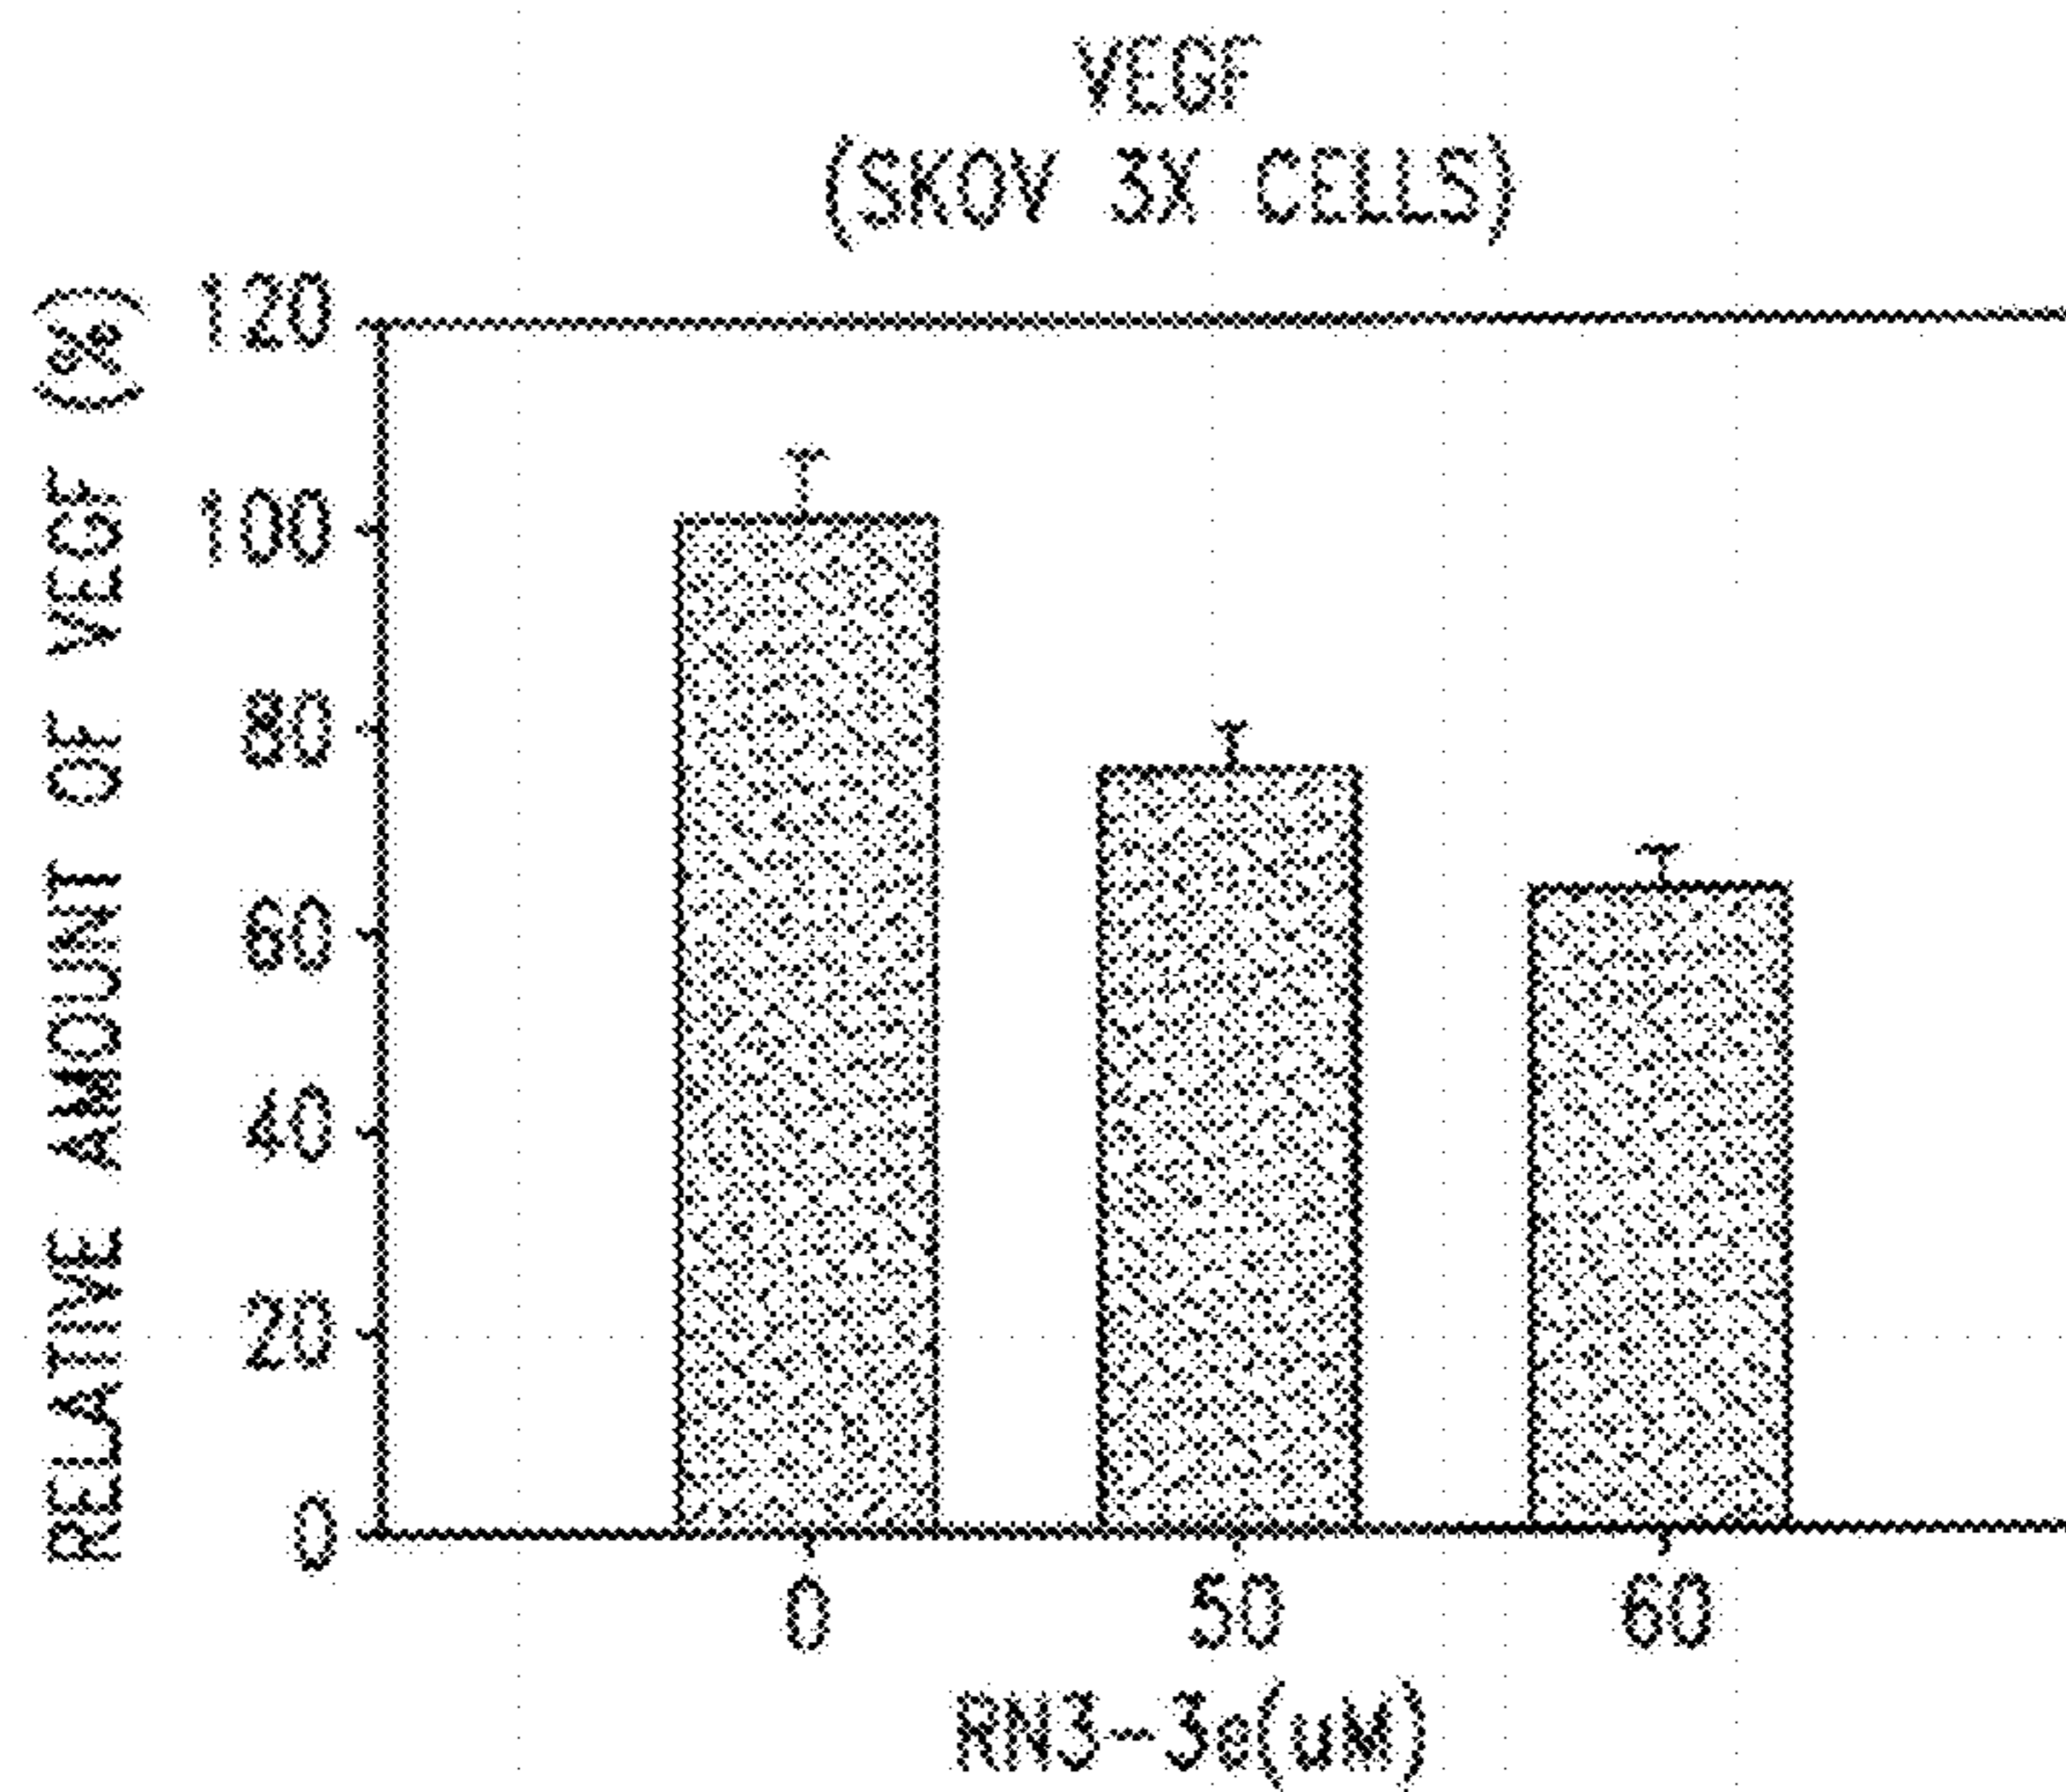 VEGF
(SKOV 3X CELLS)
RELATIVE AMOUNT OF VEGF (%)
120
100
80
60
40
20
0
0 50 60
RN3-3e(uM)